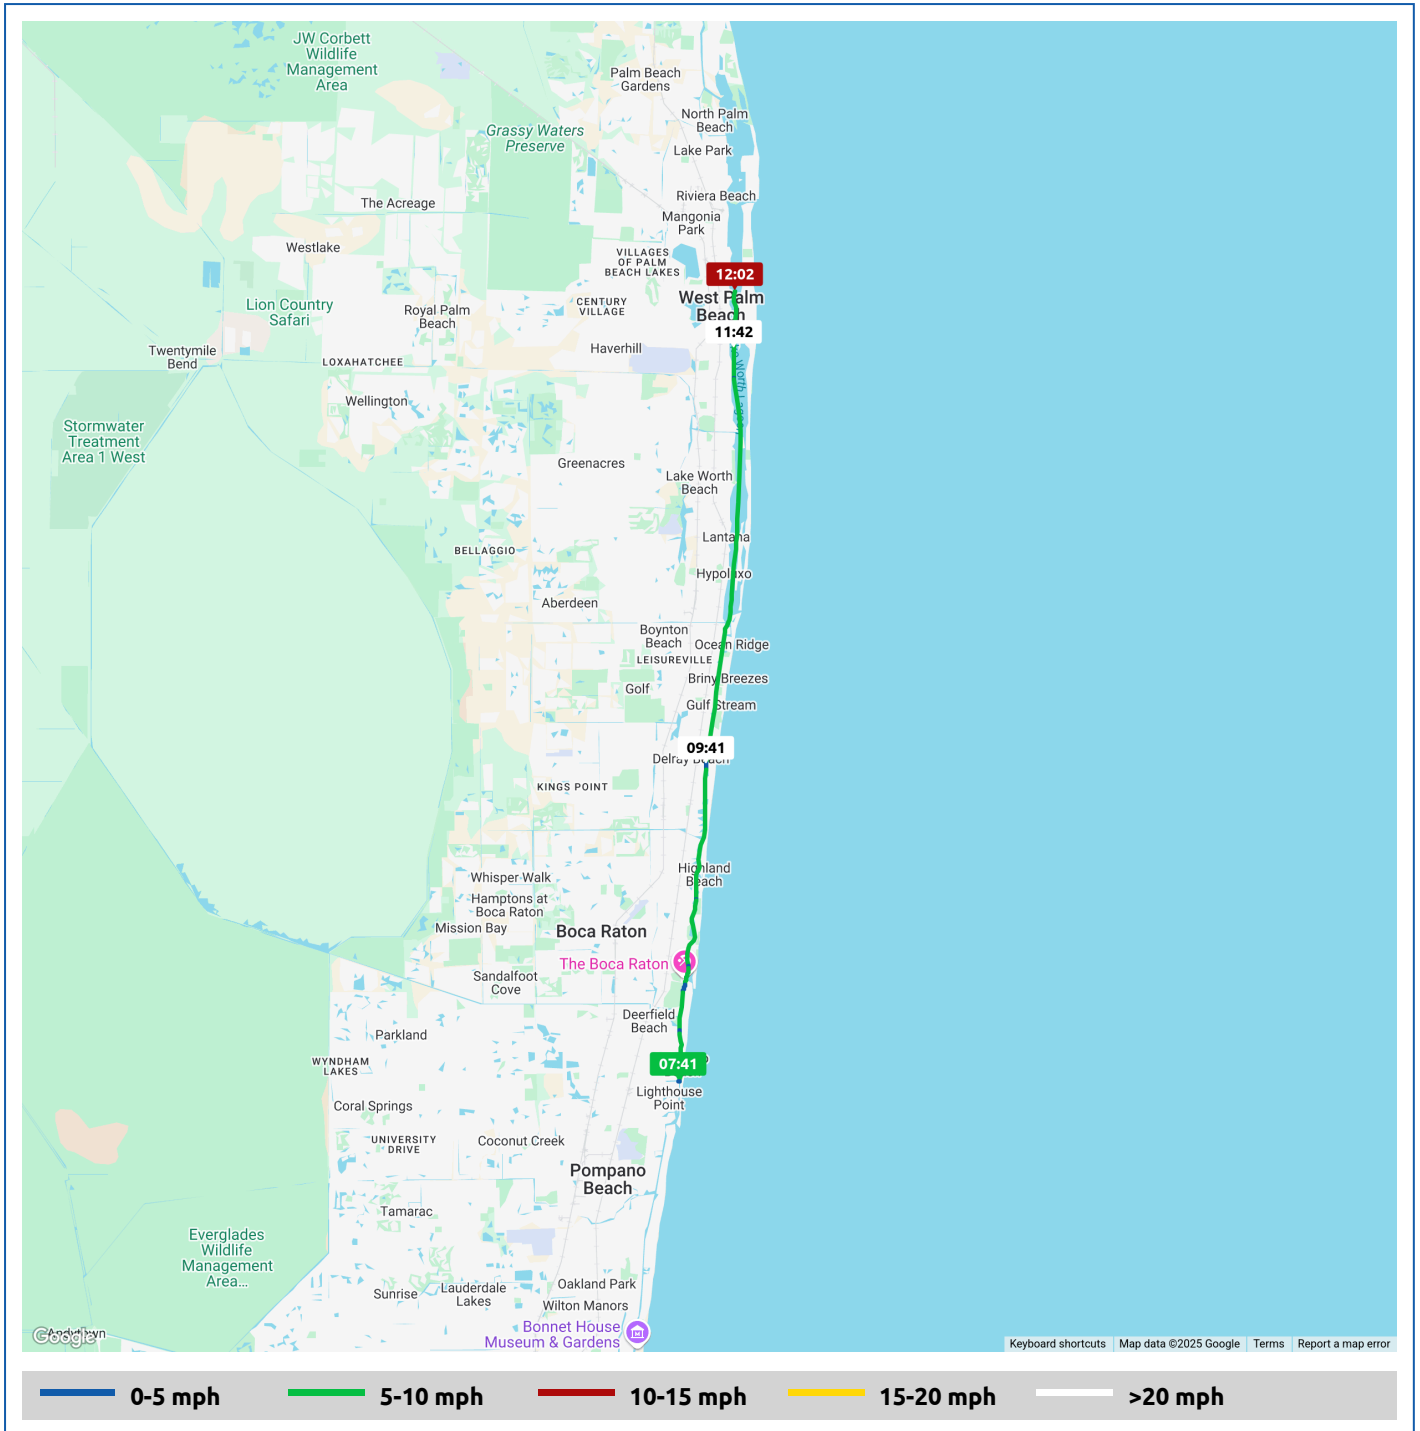 JW Corbett
Wildlife
Management
Area
Palm Beach
Gardens
North Palm
Beach
Grassy Waters
Preserve
Lake Park
Riviera Beach
The Acreage
Mangonia
Park
Westlake
VILLAGES
OF PALM
BEACH LAKES
12:02
West Palm
Beach
11:42
Lion Country
Safari
Royal Palm
Beach
CENTURY
VILLAGE
Twentymile
Bend
LOXAHATCHEE
Haverhill
Wellington
Stormwater
Treatment
Area 1 West
Greenacres
Lake Worth
Beach
Lantana
BELLAGGIO
Hypoluxo
Aberdeen
Boynton
Beach
Ocean Ridge
LEISUREVILLE
Briny Breezes
Golf
Gulf Stream
09:41
Delray Beach
KINGS POINT
Highland
Beach
Whisper Walk
Hamptons at
Boca Raton
Mission Bay
Boca Raton
The Boca Raton
Sandalfoot
Cove
Deerfield
Beach
Parkland
WYNDHAM
LAKES
07:41
Lighthouse
Point
Coral Springs
UNIVERSITY
DRIVE
Coconut Creek
Pompano
Beach
Tamarac
Everglades
Wildlife
Management
Area...
Sunrise
Lauderdale
Lakes
Oakland Park
Wilton Manors
Bonnet House
Museum & Gardens
Andytown
Google
Keyboard shortcuts
Map data ©2025 Google
Terms
Report a map error
0-5 mph
5-10 mph
10-15 mph
15-20 mph
>20 mph